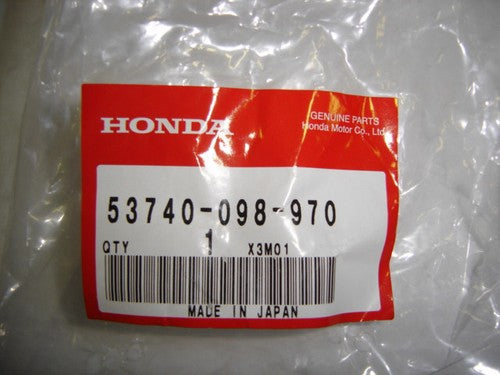 HONDA
GENUINE PARTS
Honda Motor Co., Ltd.
53740-098-970
QTY 1 X3M01
MADE IN JAPAN